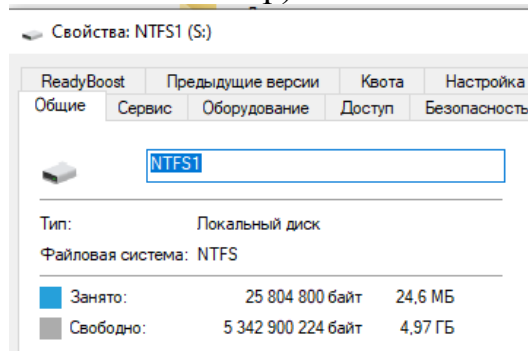 Свойства: NTFS1 (S:)
ReadyBoost Предыдущие версии Квота Настройка
Общие Сервис Оборудование Доступ Безопасность
NTFS1
Тип: Локальный диск
Файловая система: NTFS
Занято: 25 804 800 байт 24,6 МБ
Свободно: 5 342 900 224 байт 4,97 ГБ